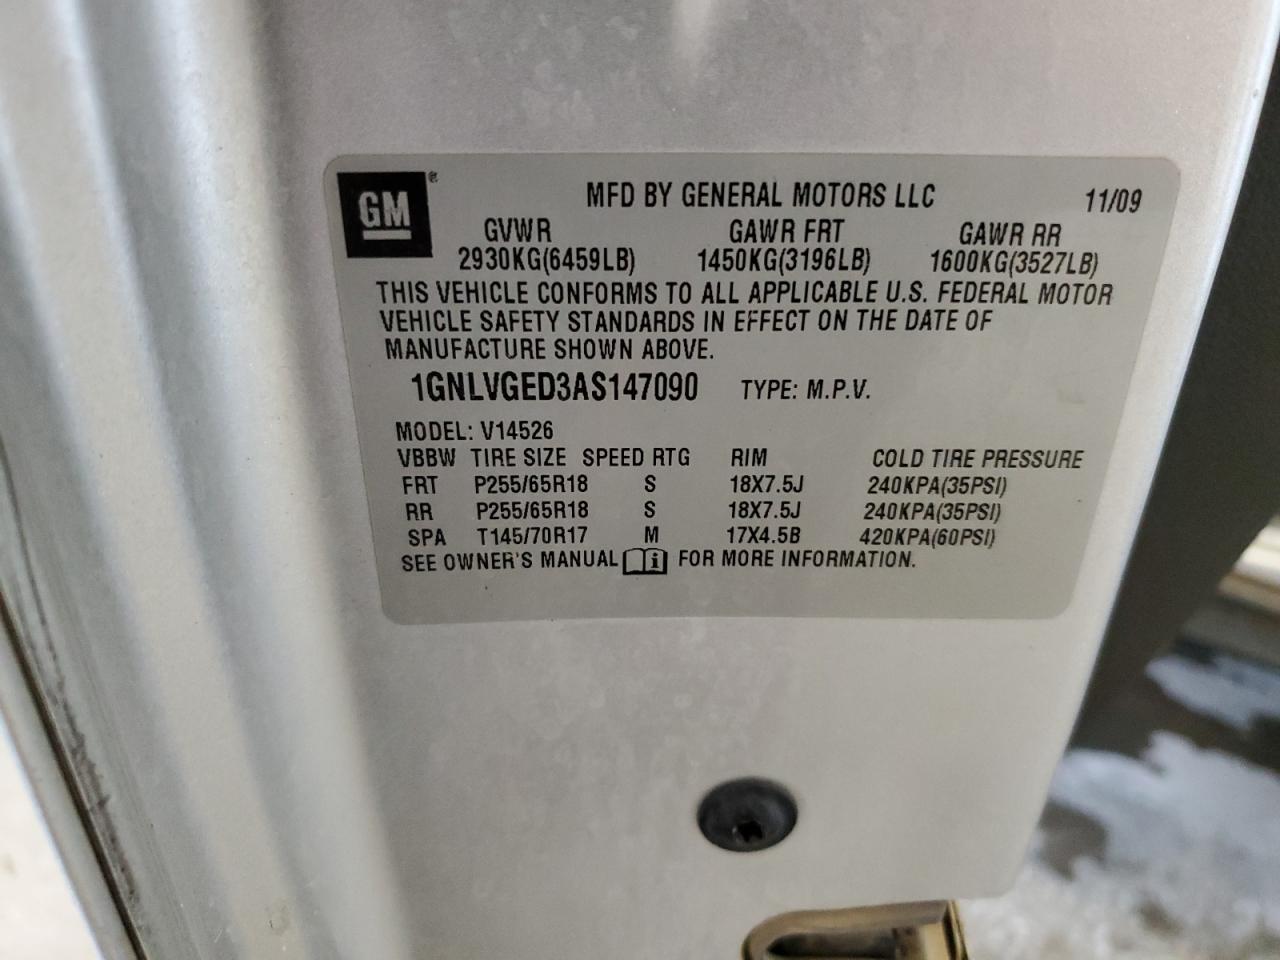 GM®
MFD BY GENERAL MOTORS LLC 11/09
GVWR GAWR FRT GAWR RR
2930KG(6459LB) 1450KG(3196LB) 1600KG(3527LB)
THIS VEHICLE CONFORMS TO ALL APPLICABLE U.S. FEDERAL MOTOR
VEHICLE SAFETY STANDARDS IN EFFECT ON THE DATE OF
MANUFACTURE SHOWN ABOVE.
1GNLVGED3AS147090 TYPE: M.P.V.
MODEL: V14526
VBBW TIRE SIZE SPEED RTG RIM COLD TIRE PRESSURE
FRT P255/65R18 S 18X7.5J 240KPA(35PSI)
RR P255/65R18 S 18X7.5J 240KPA(35PSI)
SPA T145/70R17 M 17X4.5B 420KPA(60PSI)
SEE OWNER'S MANUAL i FOR MORE INFORMATION.